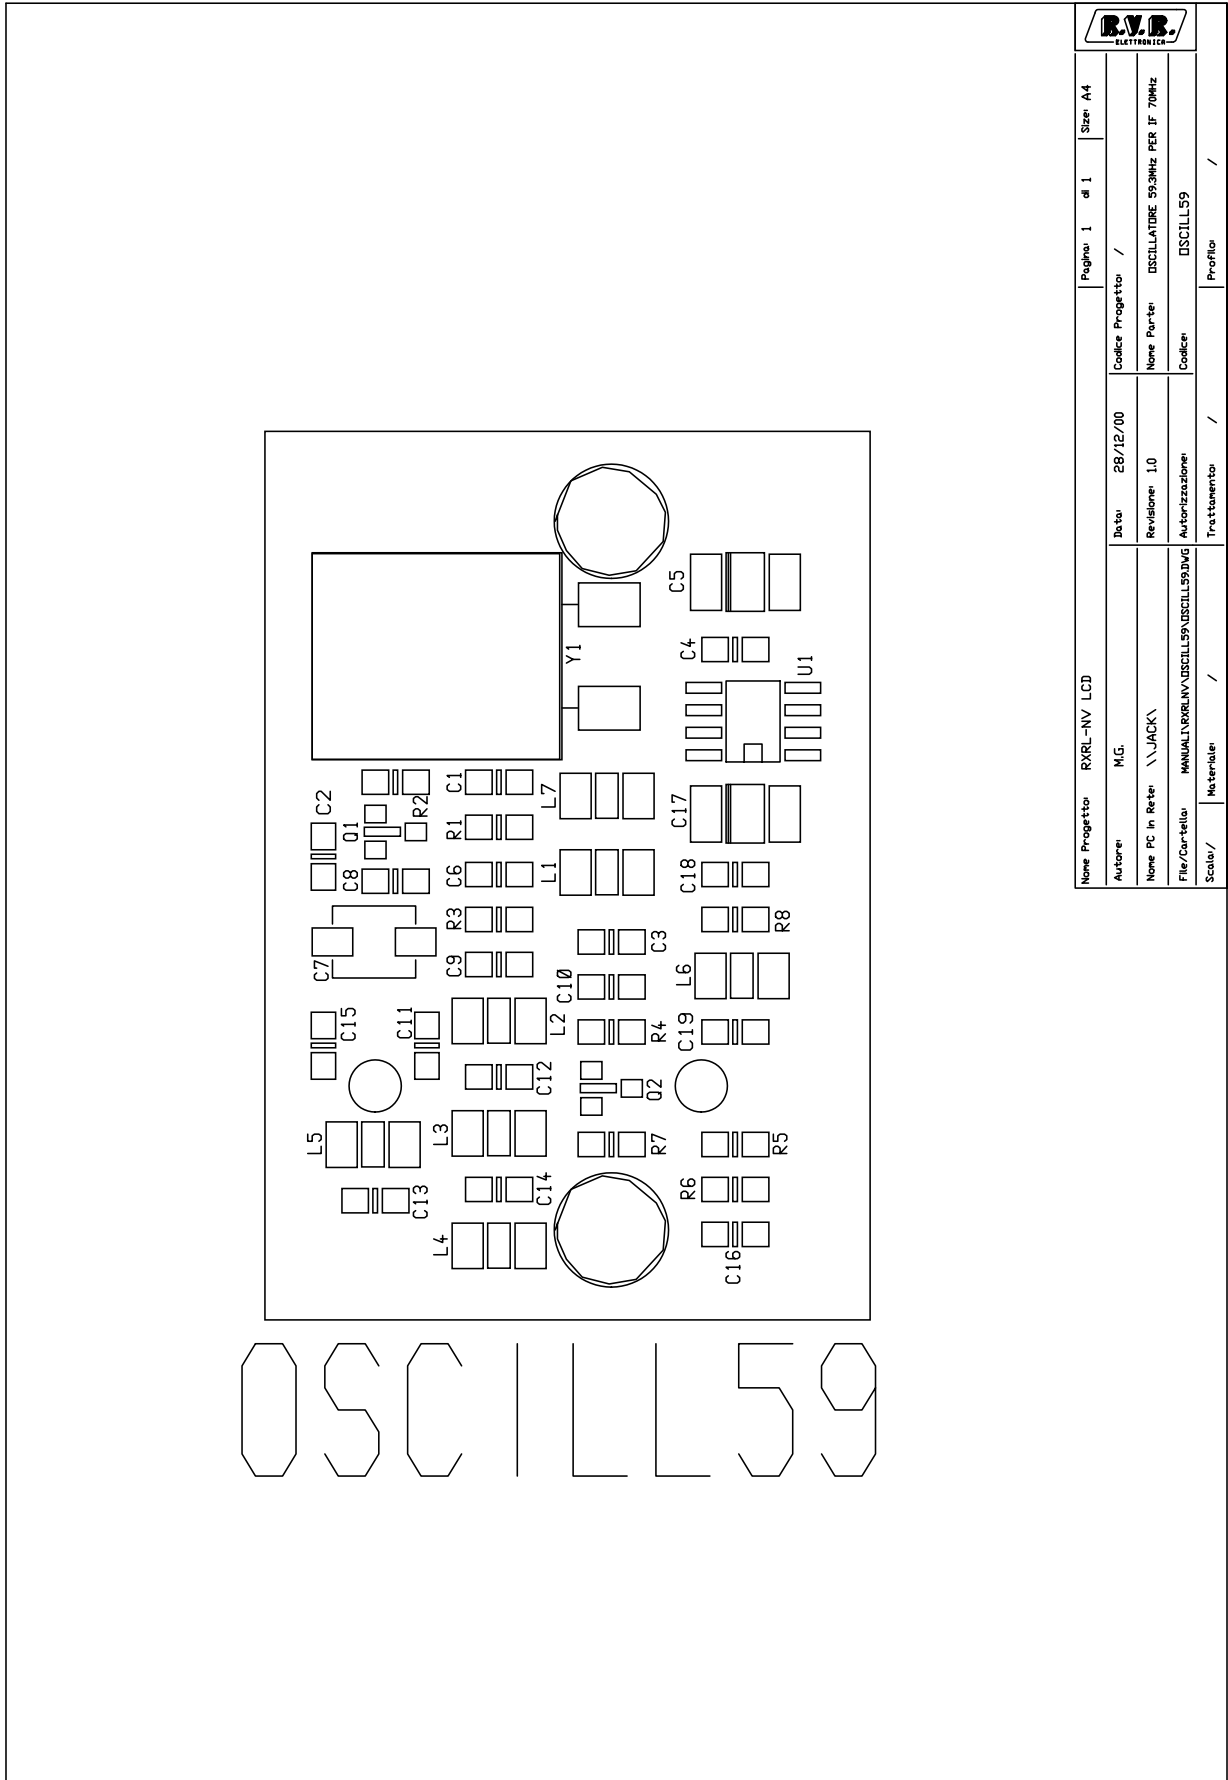 R.V.R.
ELETTRONICA
Nome Progetto: RXRL-NV LCD
Pagina: 1 di 1
Size: A4
Autore: M.G.
Data: 28/12/00
Codice Progetto: /
Nome PC in Rete: \\JACK\
Revisione: 1.0
Nome Parte: OSCILLATORE 59.3MHz PER IF 70MHz
File/Cartella: MANUALI\RXRLNV\OSCILL59\OSCILL59.DWG
Autorizzazione:
Codice: OSCILL59
Scala: /
Materiale: /
Trattamento: /
Profilo: /
C5
C4
Y1
U1
C2
R2
C1
L7
C17
Q1
R1
C8
C6
L1
C18
R3
R8
C7
C9
C3
C10
L6
C15
C11
L2
R4
C19
C12
Q2
L5
L3
R7
R5
C13
C14
R6
L4
C16
OSCILL59